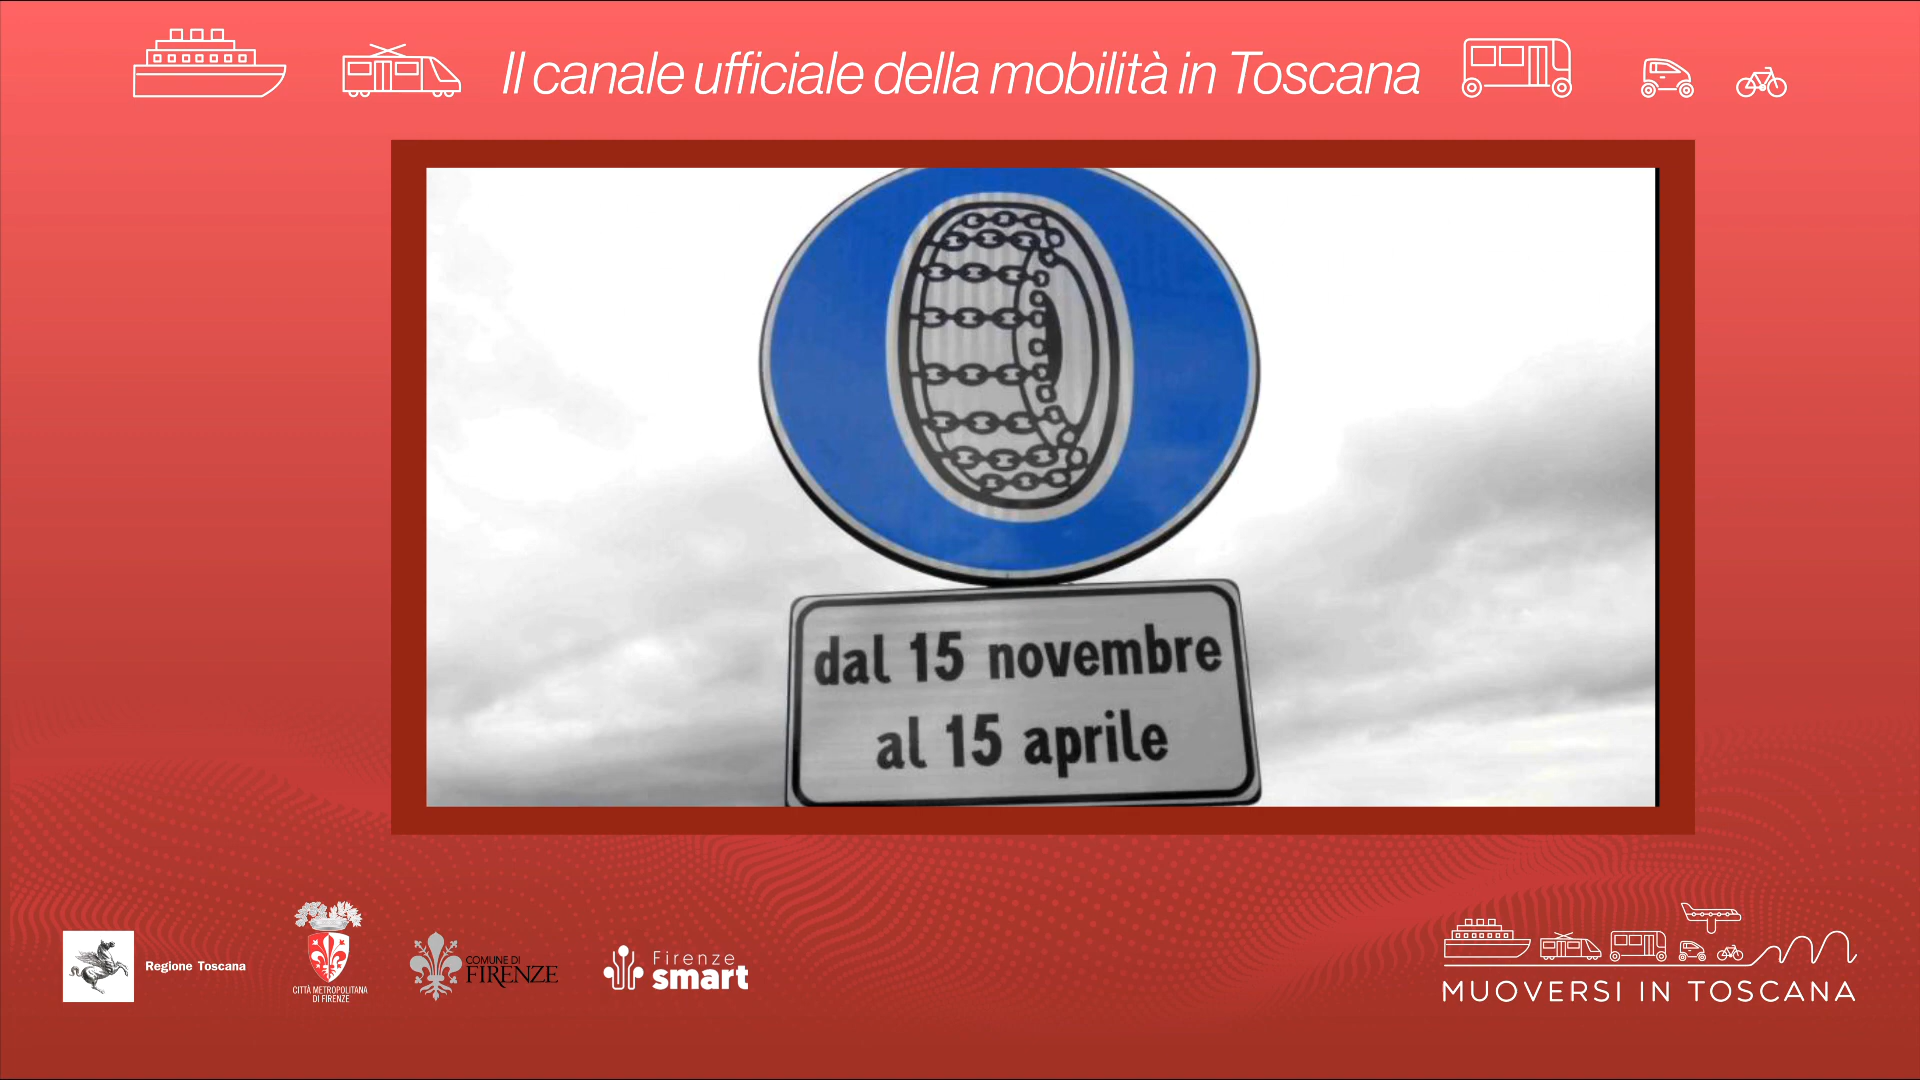 Il canale ufficiale della mobilità in Toscana
dal 15 novembre
al 15 aprile
Regione Toscana
CITTÀ METROPOLITANA
DI FIRENZE
COMUNE DI
FIRENZE
Firenze
smart
MUOVERSI IN TOSCANA